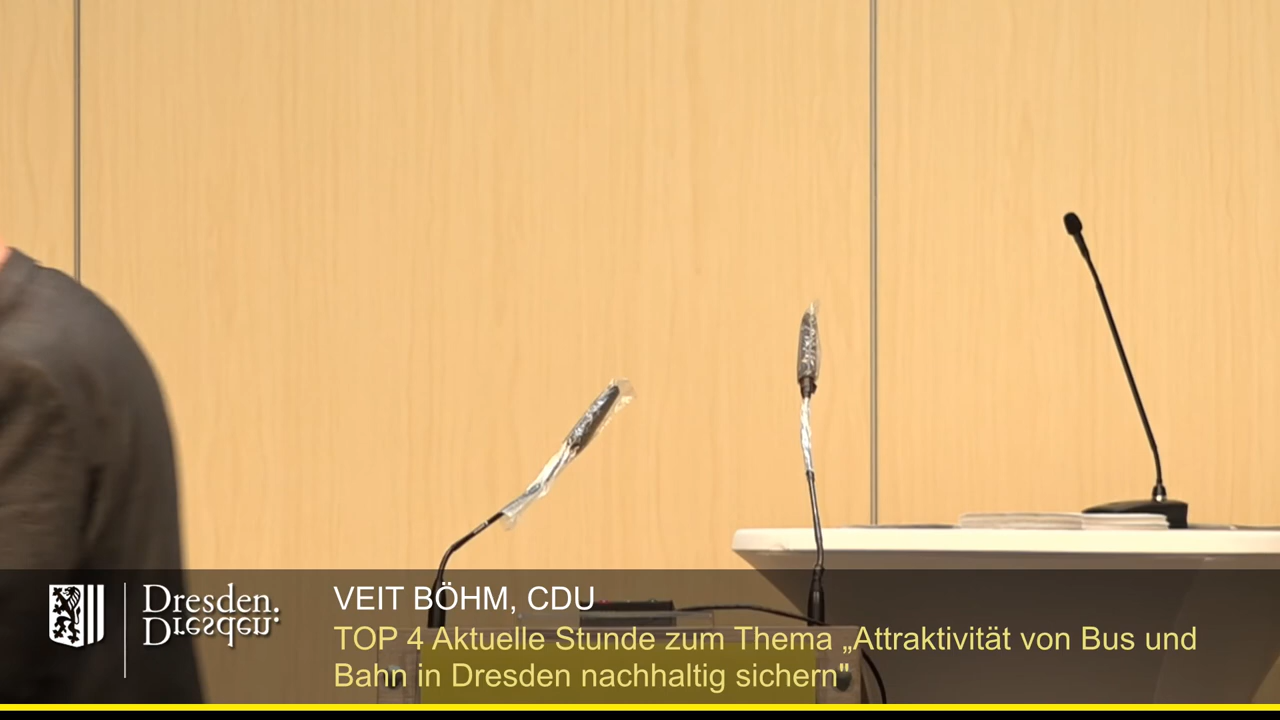 Dresden.
Dresden.
VEIT BÖHM, CDU
TOP 4 Aktuelle Stunde zum Thema „Attraktivität von Bus und
Bahn in Dresden nachhaltig sichern"